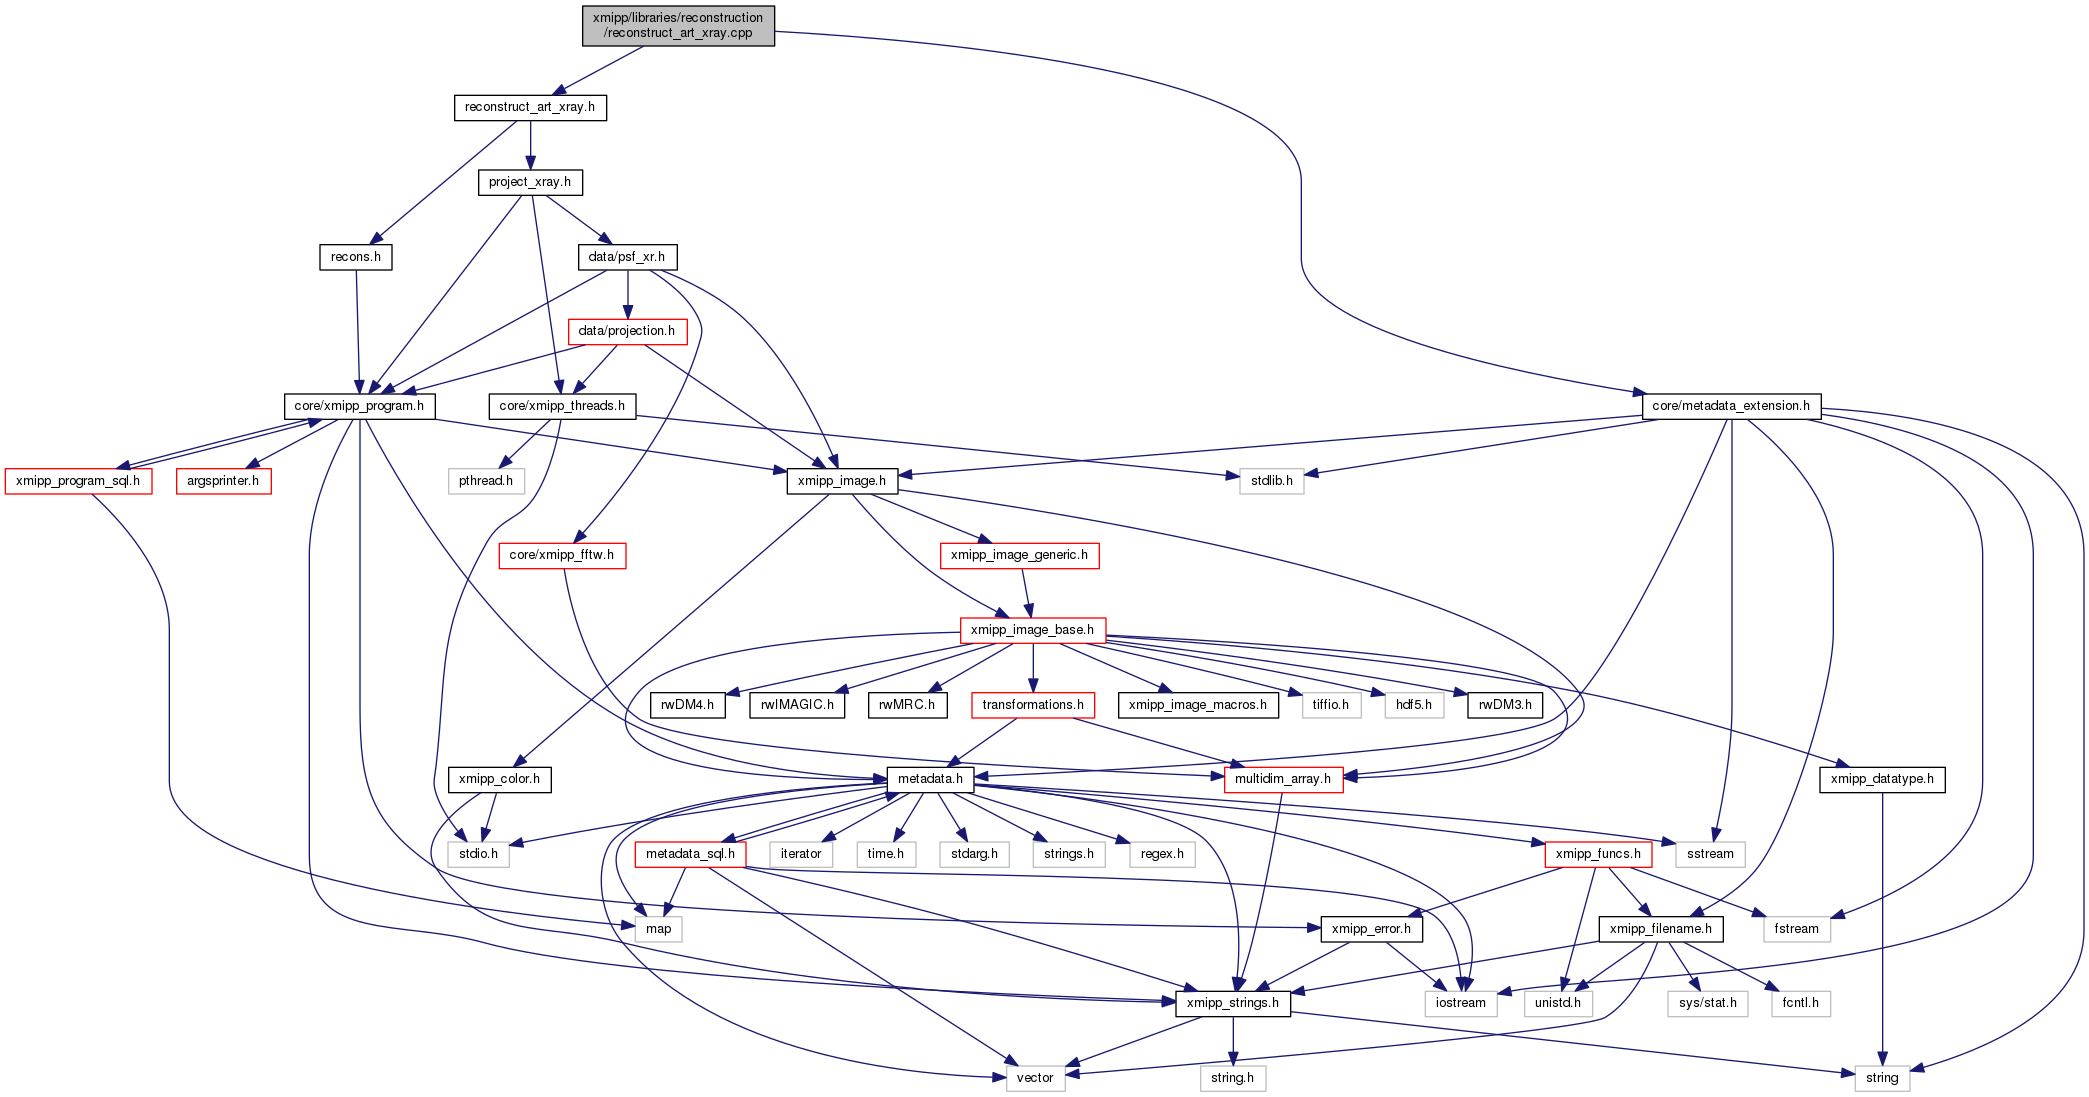 xmipp/libraries/reconstruction
/reconstruct_art_xray.cpp
reconstruct_art_xray.h
project_xray.h
recons.h
data/psf_xr.h
data/projection.h
core/xmipp_program.h
core/xmipp_threads.h
core/metadata_extension.h
xmipp_program_sql.h
argsprinter.h
pthread.h
xmipp_image.h
stdlib.h
core/xmipp_fftw.h
xmipp_image_generic.h
xmipp_image_base.h
rwDM4.h
rwIMAGIC.h
rwMRC.h
transformations.h
xmipp_image_macros.h
tiffio.h
hdf5.h
rwDM3.h
xmipp_color.h
metadata.h
multidim_array.h
xmipp_datatype.h
stdio.h
metadata_sql.h
iterator
time.h
stdarg.h
strings.h
regex.h
xmipp_funcs.h
sstream
map
xmipp_error.h
xmipp_filename.h
fstream
xmipp_strings.h
iostream
unistd.h
sys/stat.h
fcntl.h
vector
string.h
string